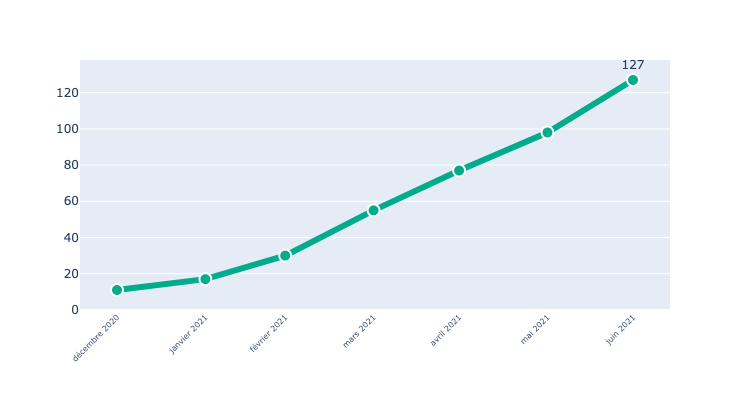 127
120
100
80
60
40
20
0
décembre 2020
janvier 2021
février 2021
mars 2021
avril 2021
mai 2021
juin 2021